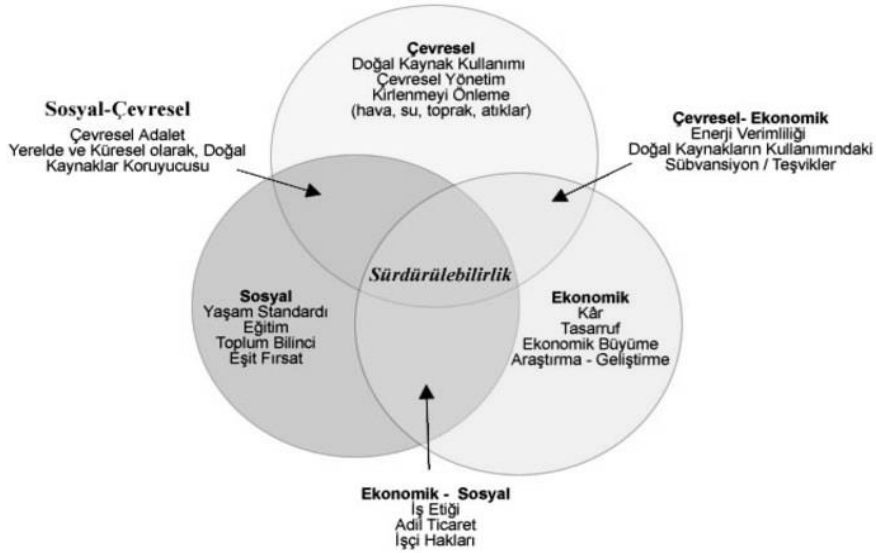 Çevresel
Doğal Kaynak Kullanımı
Çevresel Yönetim
Kirlenmeyi Önleme
(hava, su, toprak, atıklar)
Sosyal-Çevresel
Çevresel Adalet
Yerelde ve Küresel olarak, Doğal
Kaynaklar Koruyucusu
Çevresel- Ekonomik
Enerji Verimliliği
Doğal Kaynakların Kullanımındaki
Sübvansiyon / Teşvikler
Sürdürülebilirlik
Sosyal
Yaşam Standardı
Eğitim
Toplum Bilinci
Eşit Fırsat
Ekonomik
Kâr
Tasarruf
Ekonomik Büyüme
Araştırma - Geliştirme
Ekonomik - Sosyal
İş Etiği
Adil Ticaret
İşçi Hakları